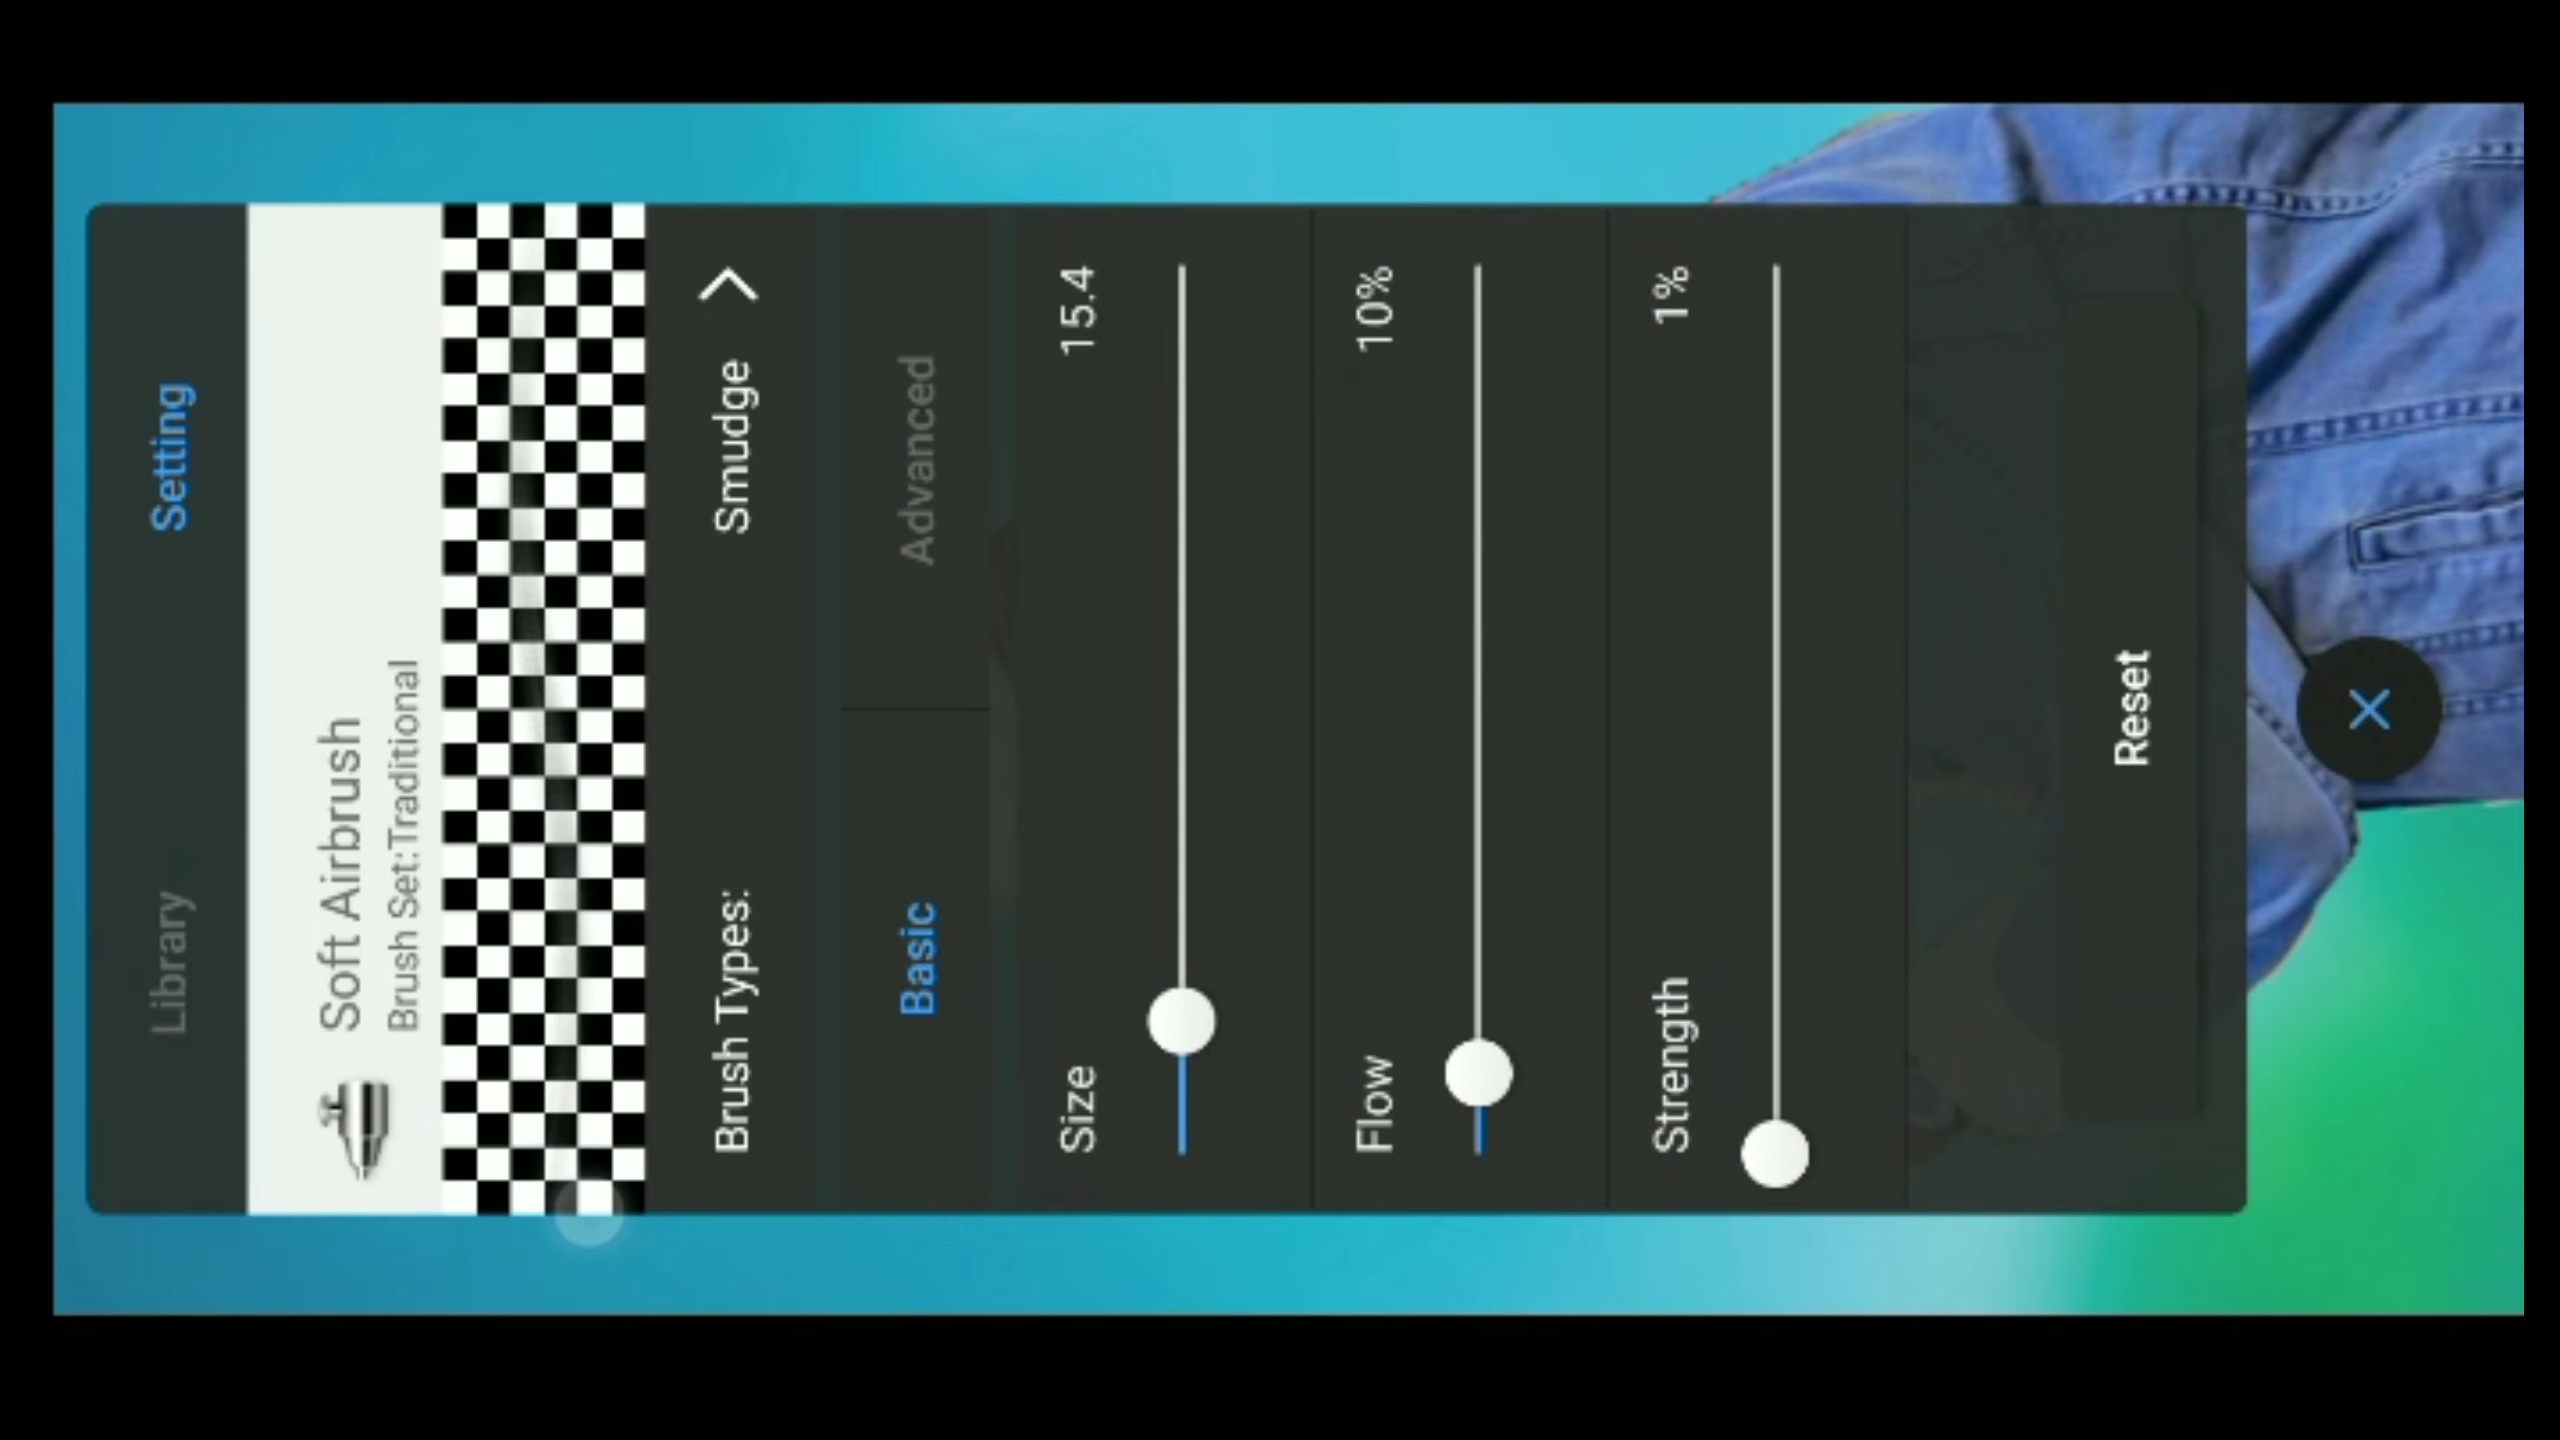 Library Setting
Soft Airbrush
Brush Set:Traditional
Brush Types: Smudge
Basic Advanced
Size 15.4
Flow 10%
Strength 1%
Reset